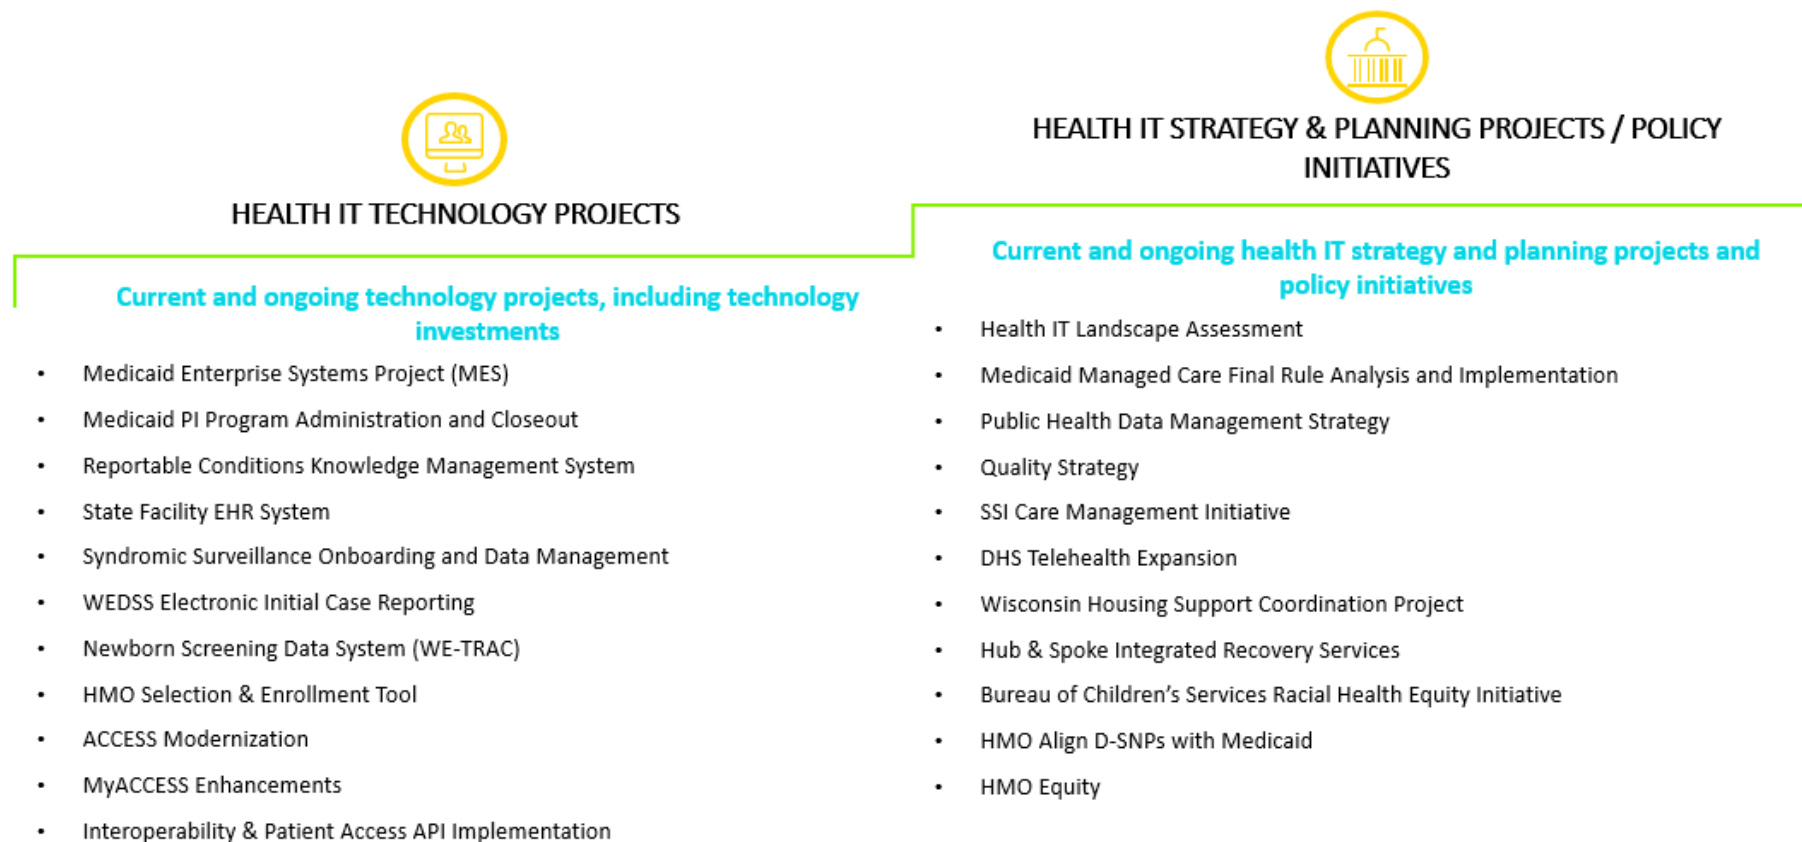 HEALTH IT TECHNOLOGY PROJECTS
Current and ongoing technology projects, including technology
investments
• Medicaid Enterprise Systems Project (MES)
• Medicaid PI Program Administration and Closeout
• Reportable Conditions Knowledge Management System
• State Facility EHR System
• Syndromic Surveillance Onboarding and Data Management
• WEDSS Electronic Initial Case Reporting
• Newborn Screening Data System (WE-TRAC)
• HMO Selection & Enrollment Tool
• ACCESS Modernization
• MyACCESS Enhancements
• Interoperability & Patient Access API Implementation
HEALTH IT STRATEGY & PLANNING PROJECTS / POLICY
INITIATIVES
Current and ongoing health IT strategy and planning projects and
policy initiatives
• Health IT Landscape Assessment
• Medicaid Managed Care Final Rule Analysis and Implementation
• Public Health Data Management Strategy
• Quality Strategy
• SSI Care Management Initiative
• DHS Telehealth Expansion
• Wisconsin Housing Support Coordination Project
• Hub & Spoke Integrated Recovery Services
• Bureau of Children’s Services Racial Health Equity Initiative
• HMO Align D-SNPs with Medicaid
• HMO Equity